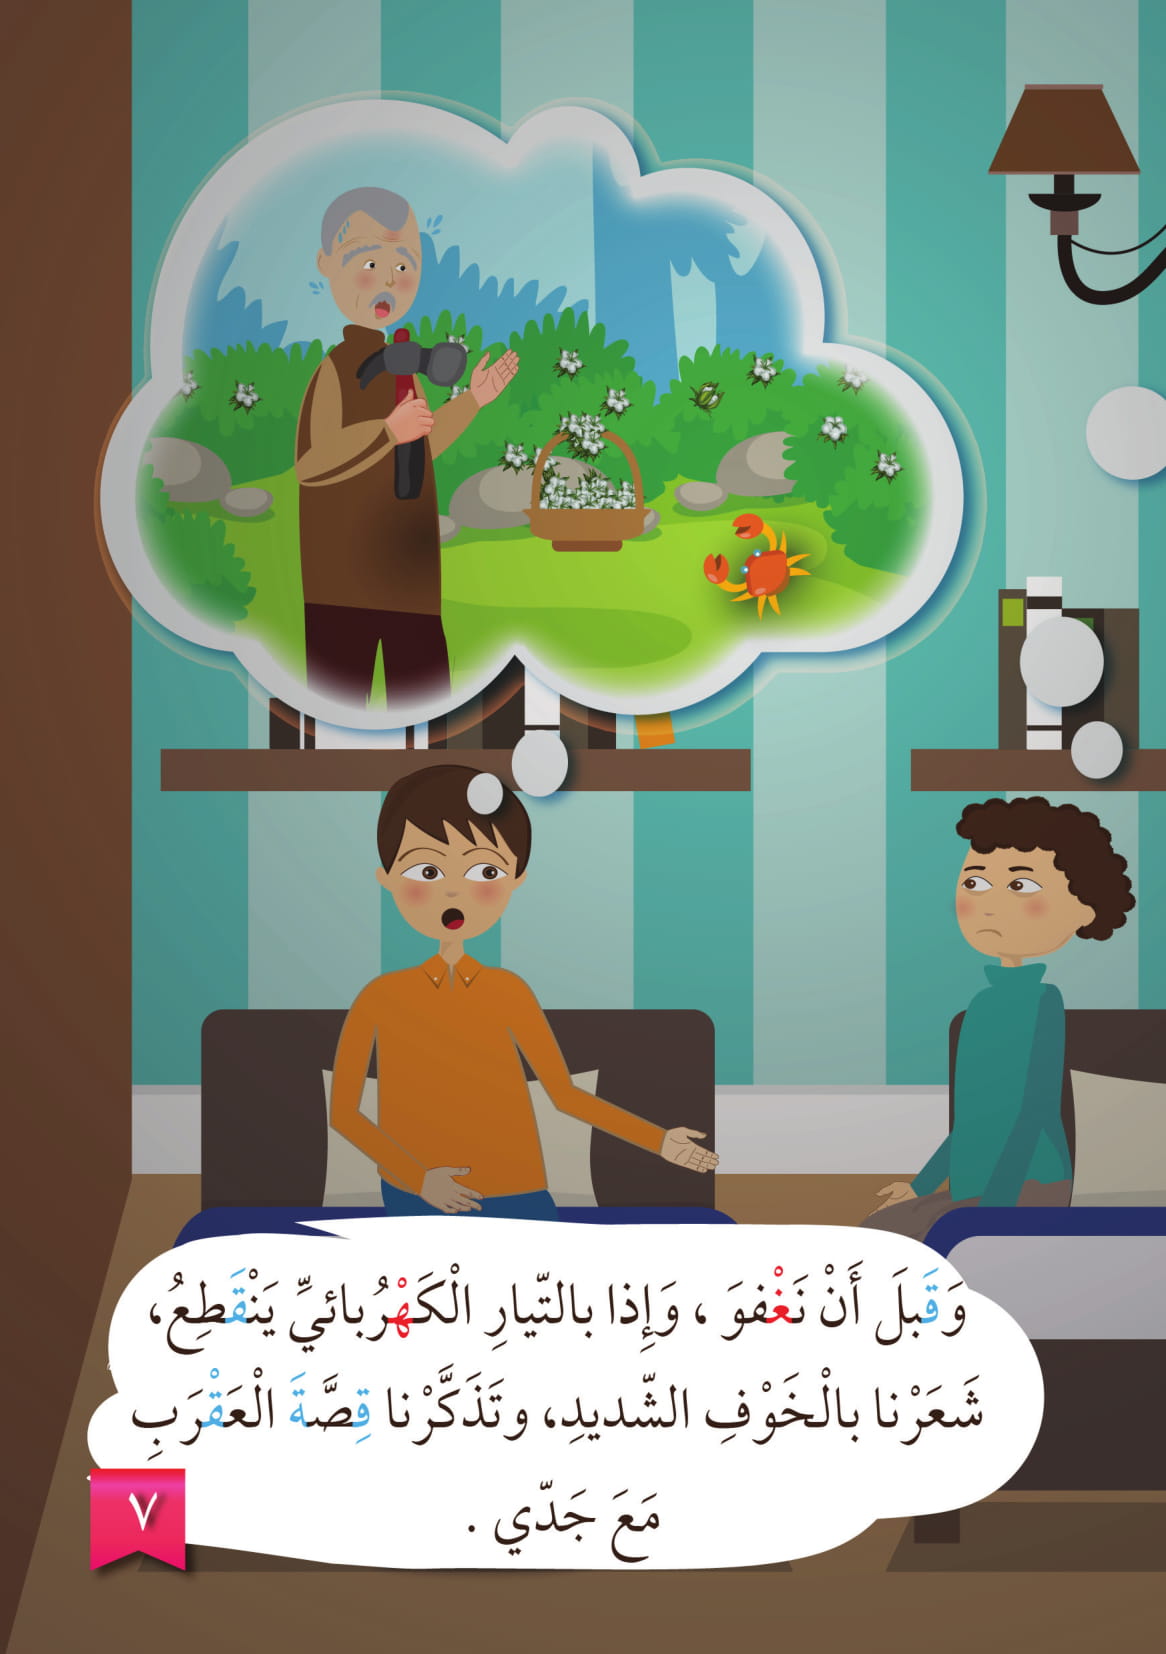 وَقَبلَ أَنْ نَغْفوَ ، وَإِذا بالتّيارِ الْكَهْرُبائيِّ يَنْقَطِعُ،
شَعَرْنا بالْخَوْفِ الشّديدِ، وتَذَكَّرْنا قِصَّةَ الْعَقْرَبِ
مَعَ جَدّي .
٧